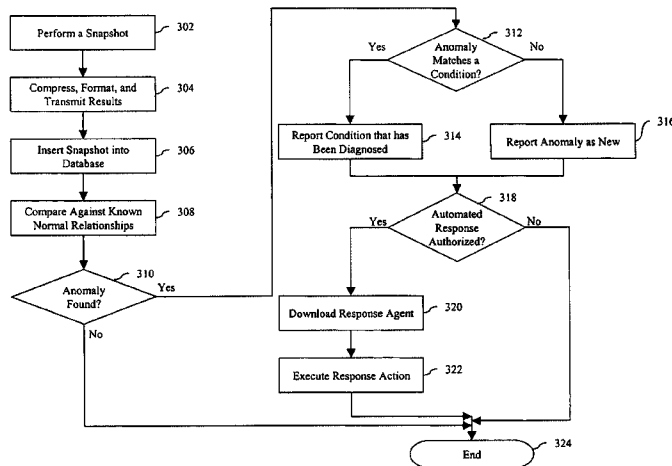 Perform a Snapshot
302
Compress, Format, and
Transmit Results
304
Insert Snapshot into
Database
306
Compare Against Known
Normal Relationships
308
310
Anomaly
Found?
Yes
No
312
Yes
Anomaly
Matches a
Condition?
No
Report Condition that has
Been Diagnosed
314
Report Anomaly as New
316
318
Yes
Automated
Response
Authorized?
No
Download Response Agent
320
Execute Response Action
322
End
324